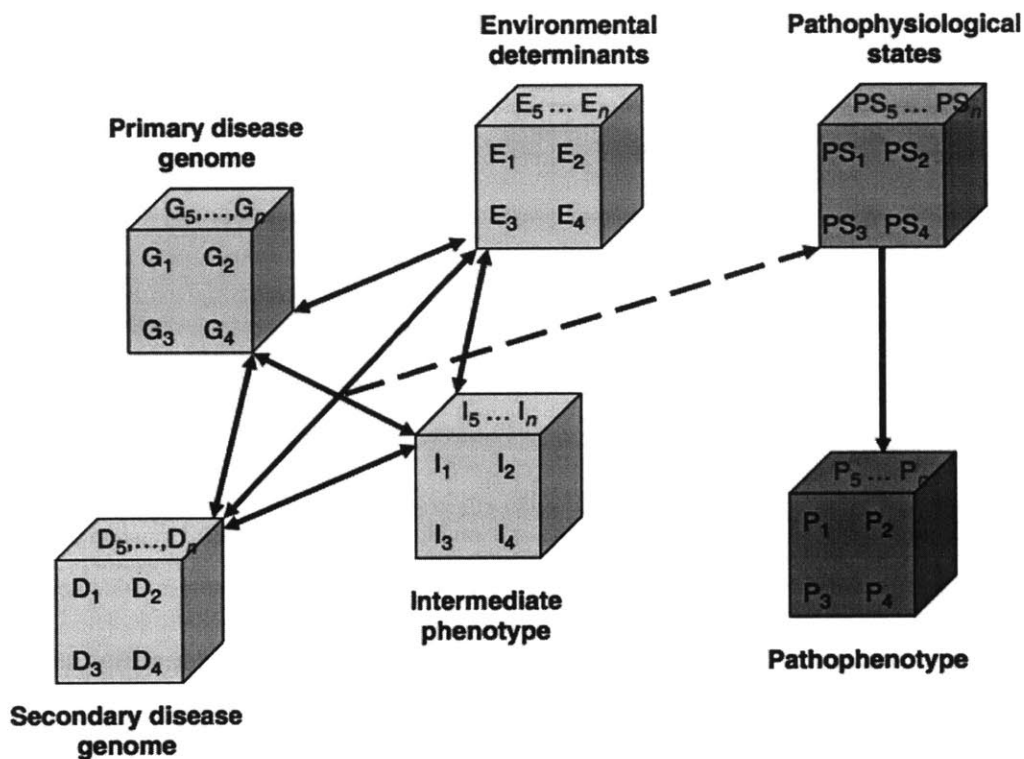 Environmental
determinants
E₅ ... Eₙ
E₁ E₂
E₃ E₄
Pathophysiological
states
PS₅ ... PSₙ
PS₁ PS₂
PS₃ PS₄
Primary disease
genome
G₅,...,Gₙ
G₁ G₂
G₃ G₄
I₅ ... Iₙ
I₁ I₂
I₃ I₄
Intermediate
phenotype
P₅ ... Pₙ
P₁ P₂
P₃ P₄
Pathophenotype
D₅,...,Dₙ
D₁ D₂
D₃ D₄
Secondary disease
genome